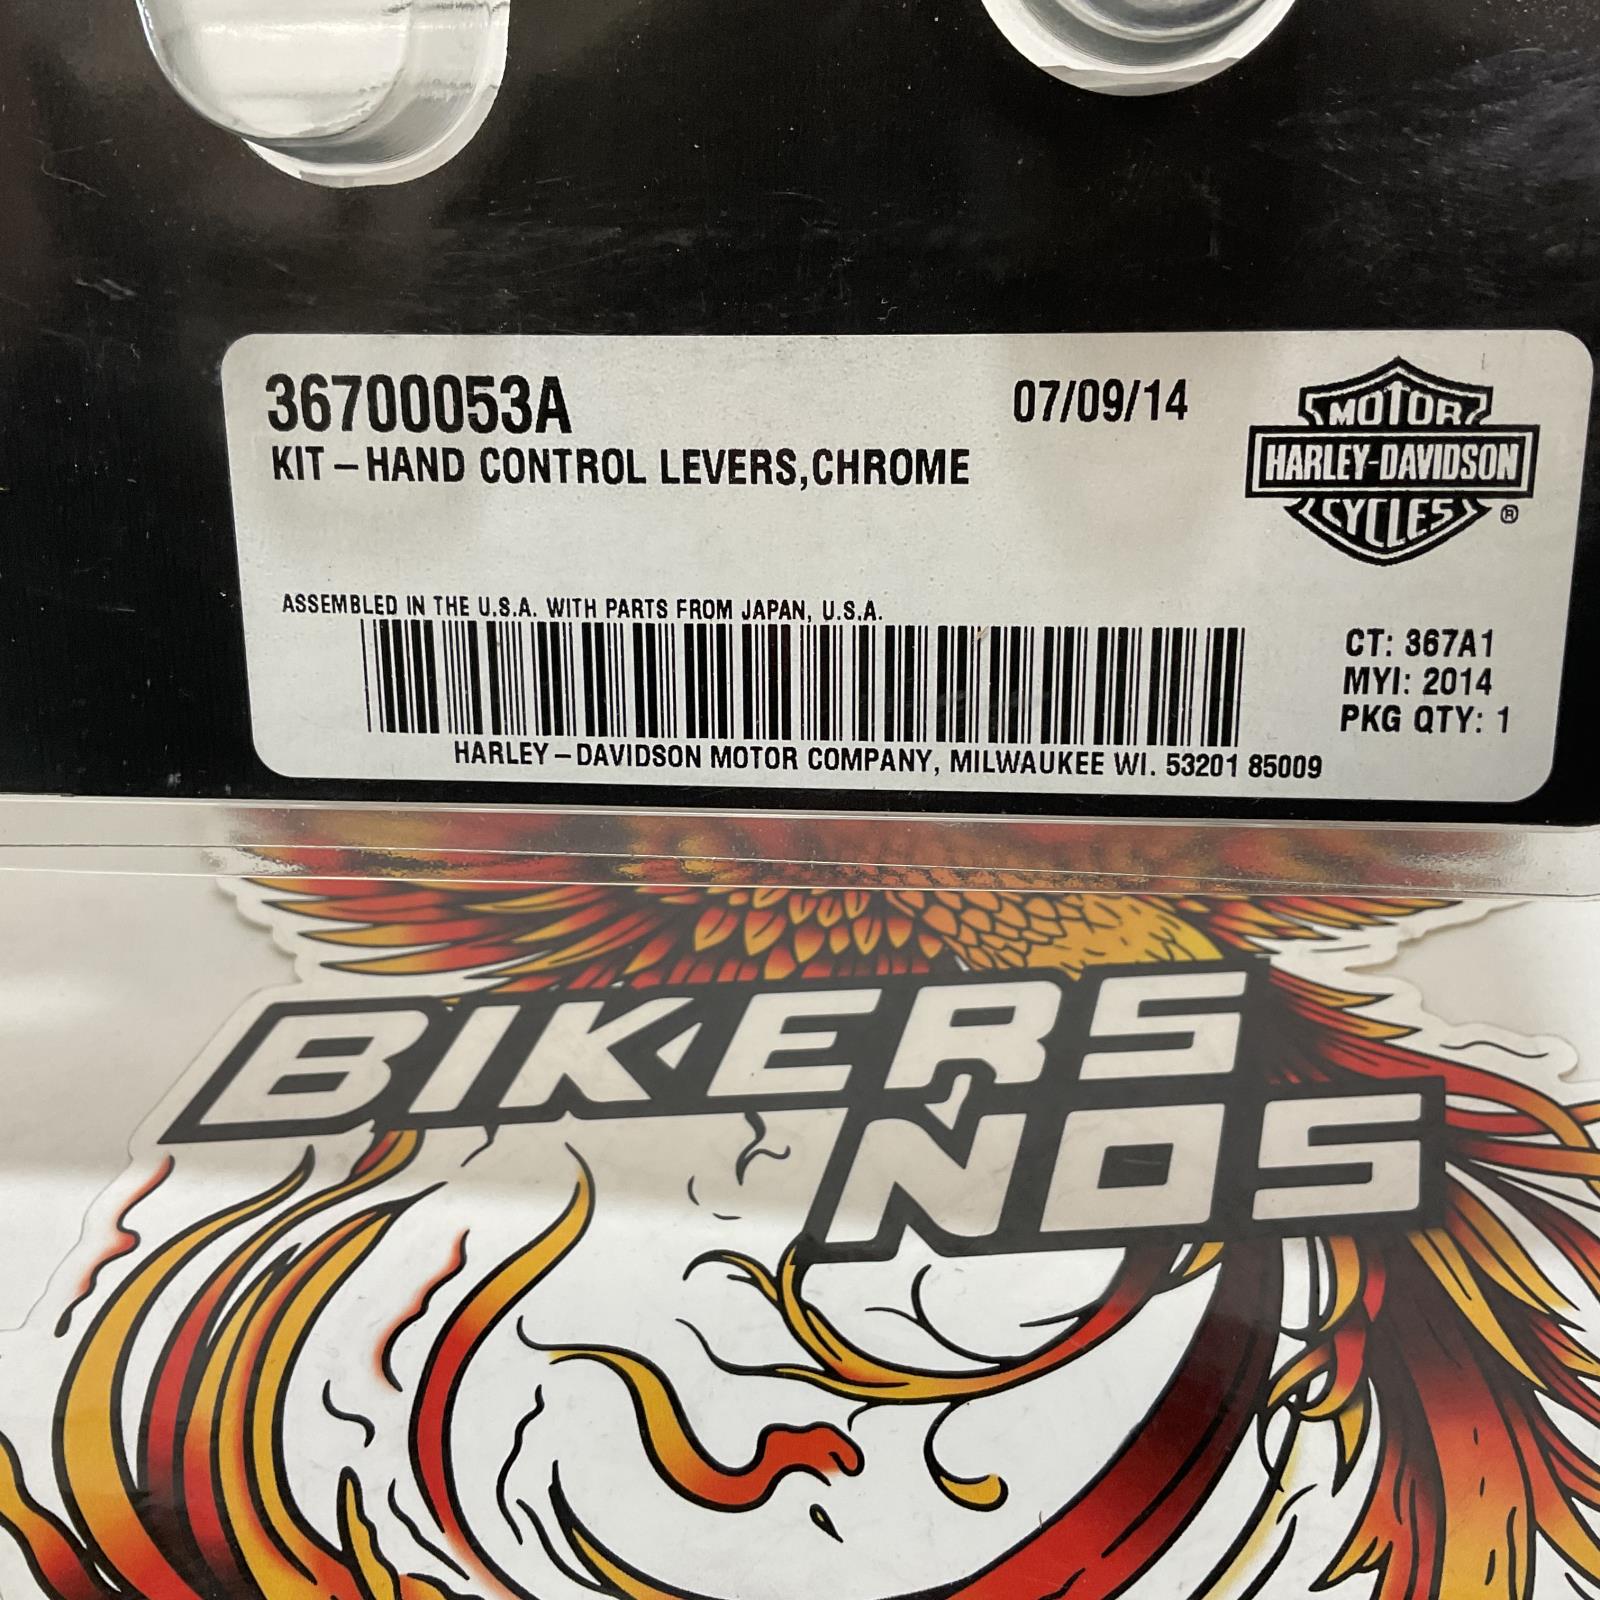 36700053A
07/09/14
KIT – HAND CONTROL LEVERS,CHROME
MOTOR
HARLEY-DAVIDSON
CYCLES
®
ASSEMBLED IN THE U.S.A. WITH PARTS FROM JAPAN, U.S.A.
CT: 367A1
MYI: 2014
PKG QTY: 1
HARLEY – DAVIDSON MOTOR COMPANY, MILWAUKEE WI. 53201 85009
BIKERS
NOS